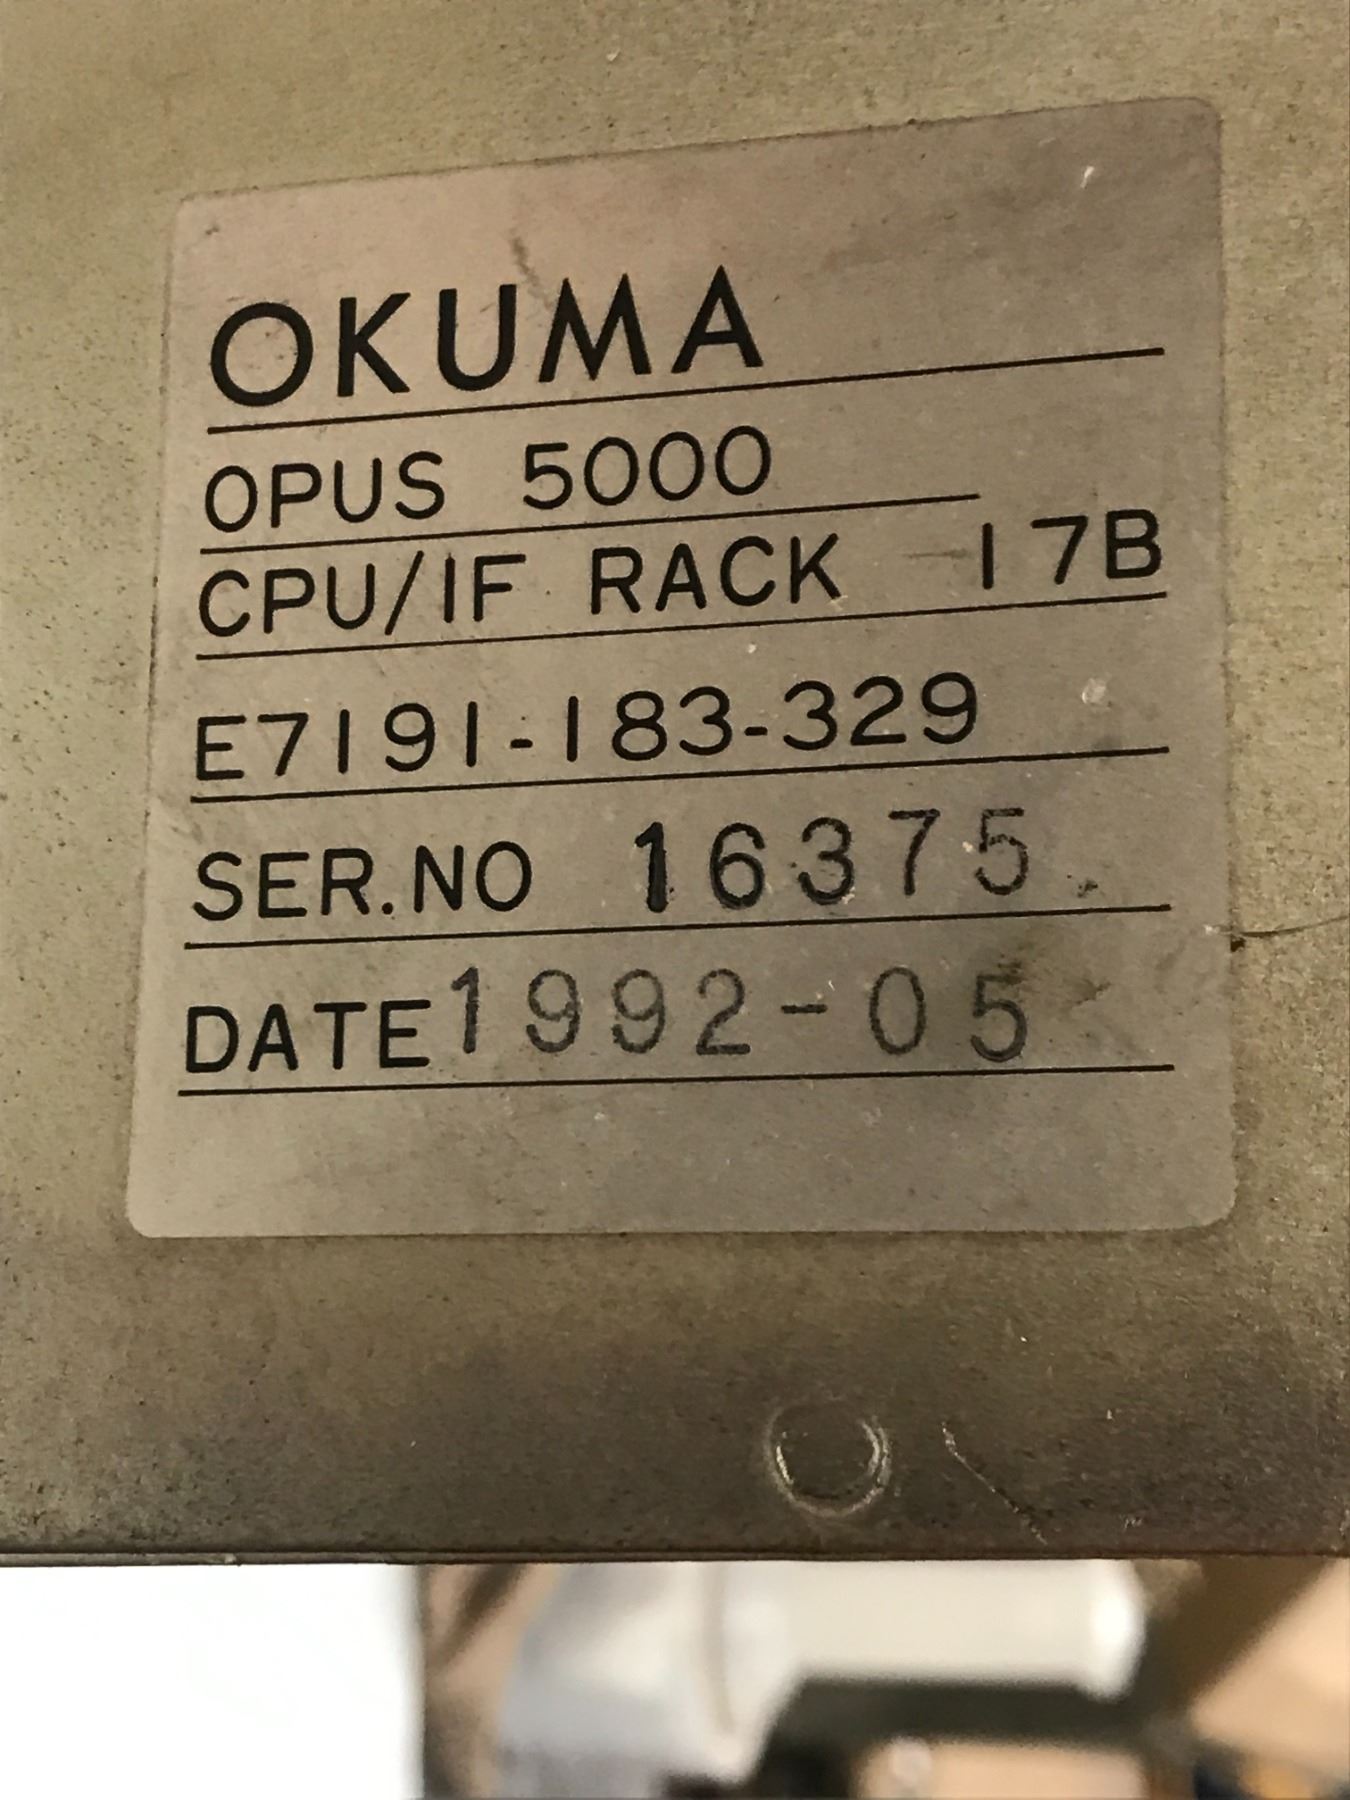 OKUMA
OPUS 5000
CPU/IF RACK 17B
E7191-183-329
SER.NO 16375
DATE 1992-05